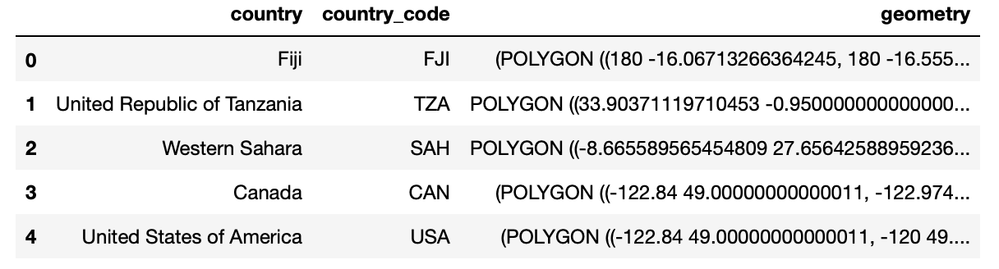 country country_code geometry
0 Fiji FJI (POLYGON ((180 -16.06713266364245, 180 -16.555...
1 United Republic of Tanzania TZA POLYGON ((33.90371119710453 -0.950000000000000...
2 Western Sahara SAH POLYGON ((-8.665589565454809 27.65642588959236...
3 Canada CAN (POLYGON ((-122.84 49.00000000000011, -122.974...
4 United States of America USA (POLYGON ((-122.84 49.00000000000011, -120 49....